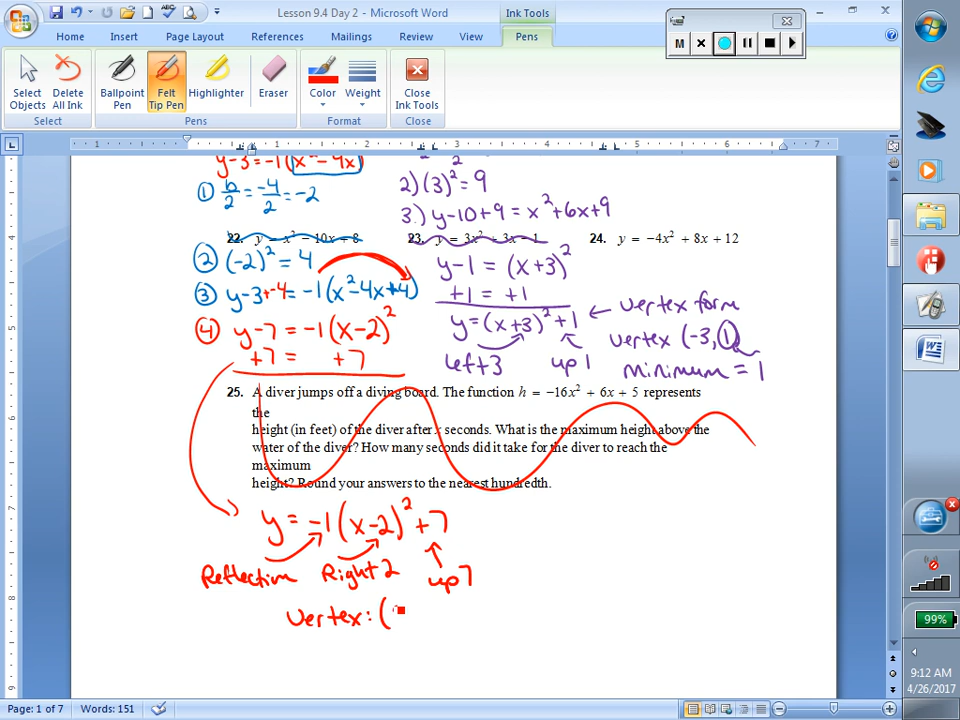 Lesson 9.4 Day 2 - Microsoft Word
Ink Tools
Home Insert Page Layout References Mailings Review View Pens
Select Objects
Delete All Ink
Ballpoint Pen
Felt Tip Pen
Highlighter
Eraser
Color
Weight
Close Ink Tools
Select Pens Format Close
y-3 = -1(x² - 4x)
① b/2 = -4/2 = -2
2) (3)² = 9
3.) y-10+9 = x²+6x+9
22. y = x² − 10x + 8
23. y = 3x² + 3x − 1
24. y = −4x² + 8x + 12
② (-2)² = 4
③ y-3+-4 = -1(x²-4x+4)
④ y-7 = -1(x-2)²
+7 = +7
y-1 = (x+3)²
+1 = +1
y = (x+3)²+1 ← vertex form
left 3 up 1
vertex (-3, 1)
minimum = 1
25. A diver jumps off a diving board. The function h = −16x² + 6x + 5 represents
the
height (in feet) of the diver after x seconds. What is the maximum height above the
water of the diver? How many seconds did it take for the diver to reach the
maximum
height? Round your answers to the nearest hundredth.
y = -1(x-2)²+7
Reflection Right 2 up 7
Vertex: (
Page: 1 of 7 Words: 151
99%
9:12 AM
4/26/2017